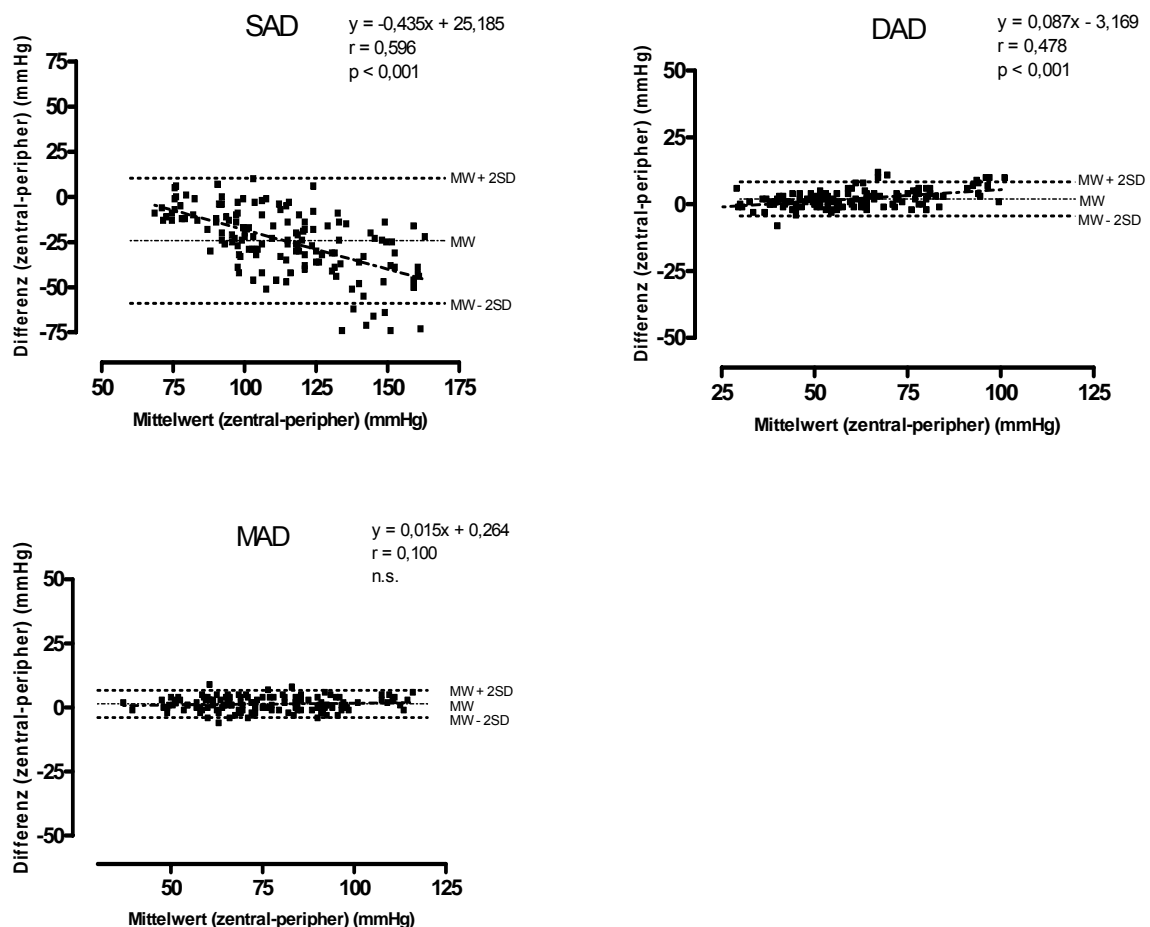 SAD
y = -0,435x + 25,185
r = 0,596
p < 0,001
Differenz (zentral-peripher) (mmHg)
75
50
25
0
-25
-50
-75
MW + 2SD
MW
MW - 2SD
50 75 100 125 150 175
Mittelwert (zentral-peripher) (mmHg)
DAD
y = 0,087x - 3,169
r = 0,478
p < 0,001
Differenz (zentral-peripher) (mmHg)
50
25
0
-25
-50
MW + 2SD
MW
MW - 2SD
25 50 75 100 125
Mittelwert (zentral-peripher) (mmHg)
MAD
y = 0,015x + 0,264
r = 0,100
n.s.
Differenz (zentral-peripher) (mmHg)
50
25
0
-25
-50
MW + 2SD
MW
MW - 2SD
50 75 100 125
Mittelwert (zentral-peripher) (mmHg)